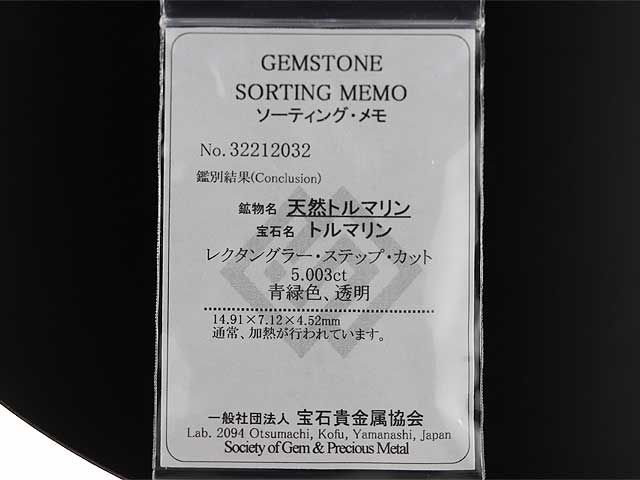 GEMSTONE
SORTING MEMO
ソーティング・メモ
No. 32212032
鑑別結果(Conclusion)
鉱物名 天然トルマリン
宝石名 トルマリン
レクタングラー・ステップ・カット
5.003ct
青緑色、透明
14.91×7.12×4.52mm
通常、加熱が行われています。
一般社団法人 宝石貴金属協会
Lab. 2094 Otsumachi, Kofu, Yamanashi, Japan
Society of Gem & Precious Metal